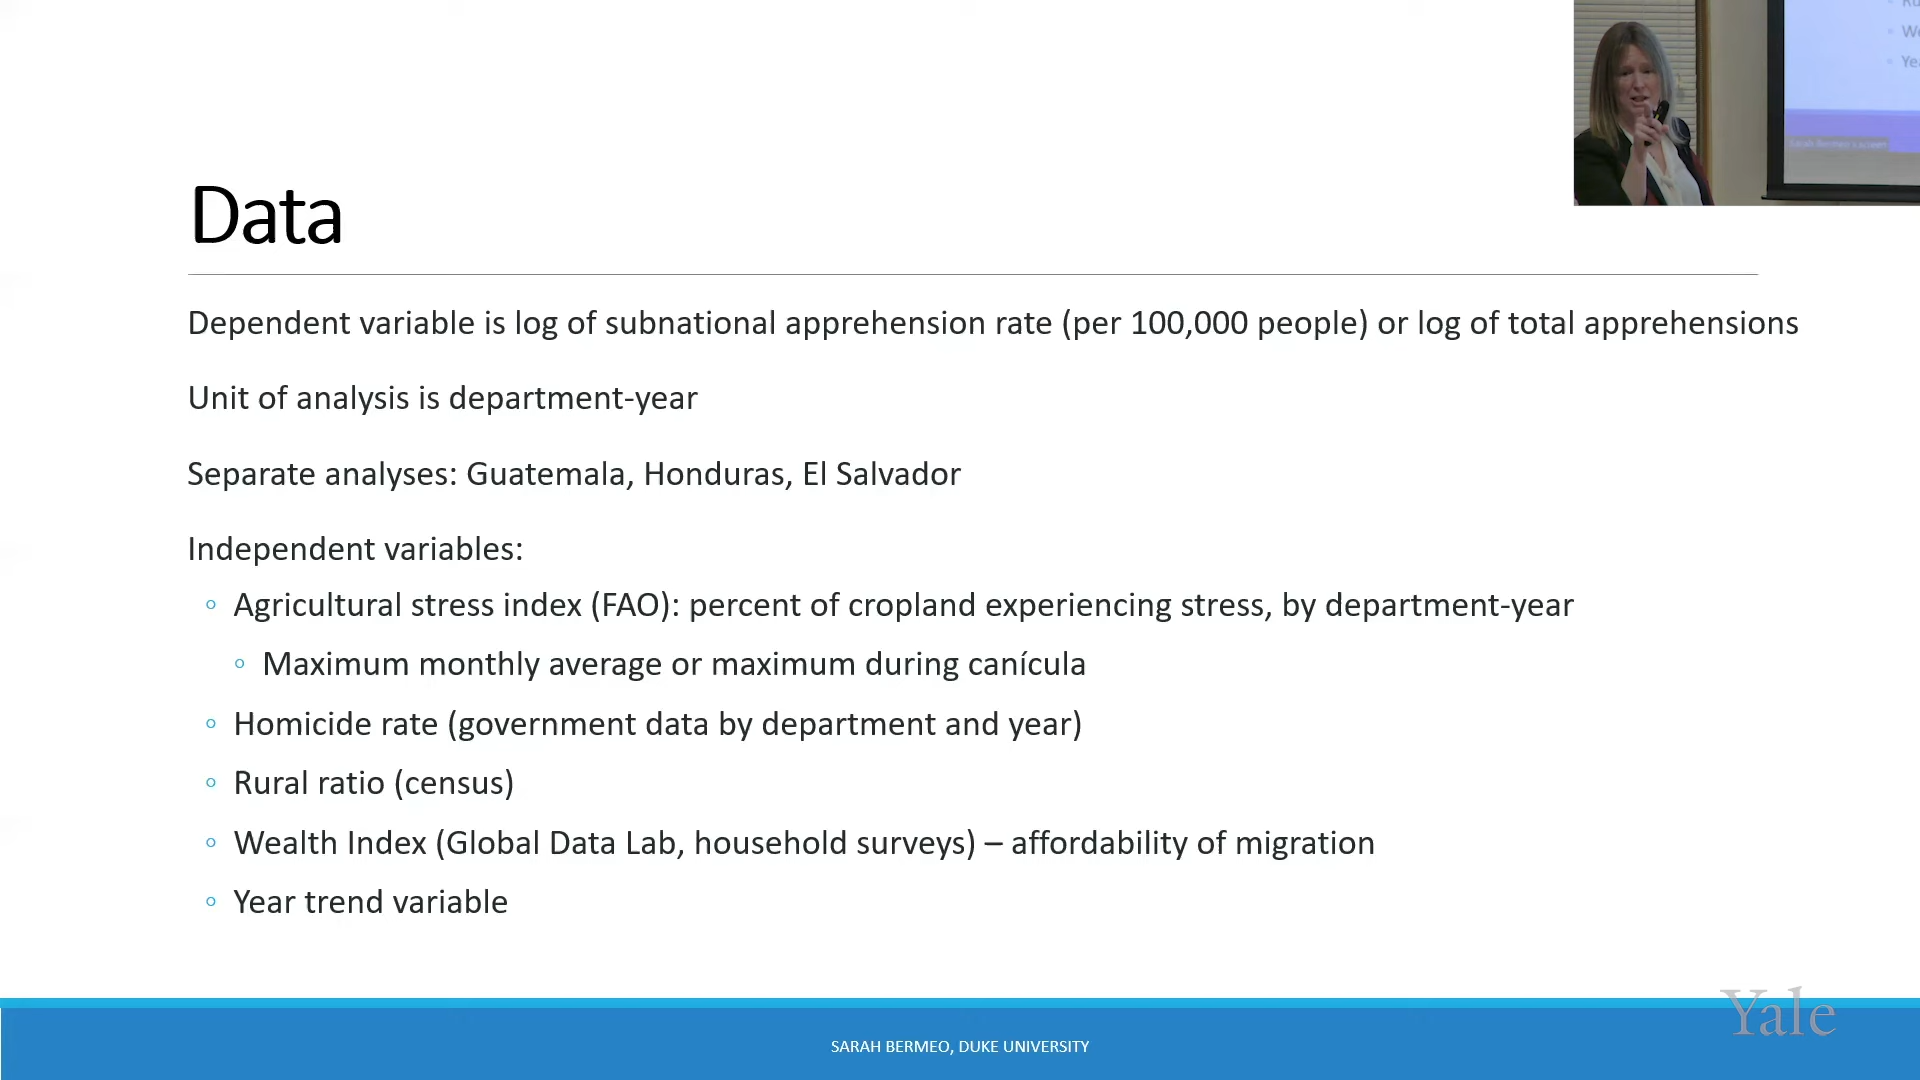 Data
Dependent variable is log of subnational apprehension rate (per 100,000 people) or log of total apprehensions
Unit of analysis is department-year
Separate analyses: Guatemala, Honduras, El Salvador
Independent variables:
◦ Agricultural stress index (FAO): percent of cropland experiencing stress, by department-year
◦ Maximum monthly average or maximum during canícula
◦ Homicide rate (government data by department and year)
◦ Rural ratio (census)
◦ Wealth Index (Global Data Lab, household surveys) – affordability of migration
◦ Year trend variable
Yale
SARAH BERMEO, DUKE UNIVERSITY